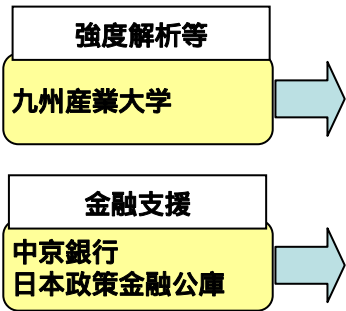 強度解析等
九州産業大学
金融支援
中京銀行
日本政策金融公庫